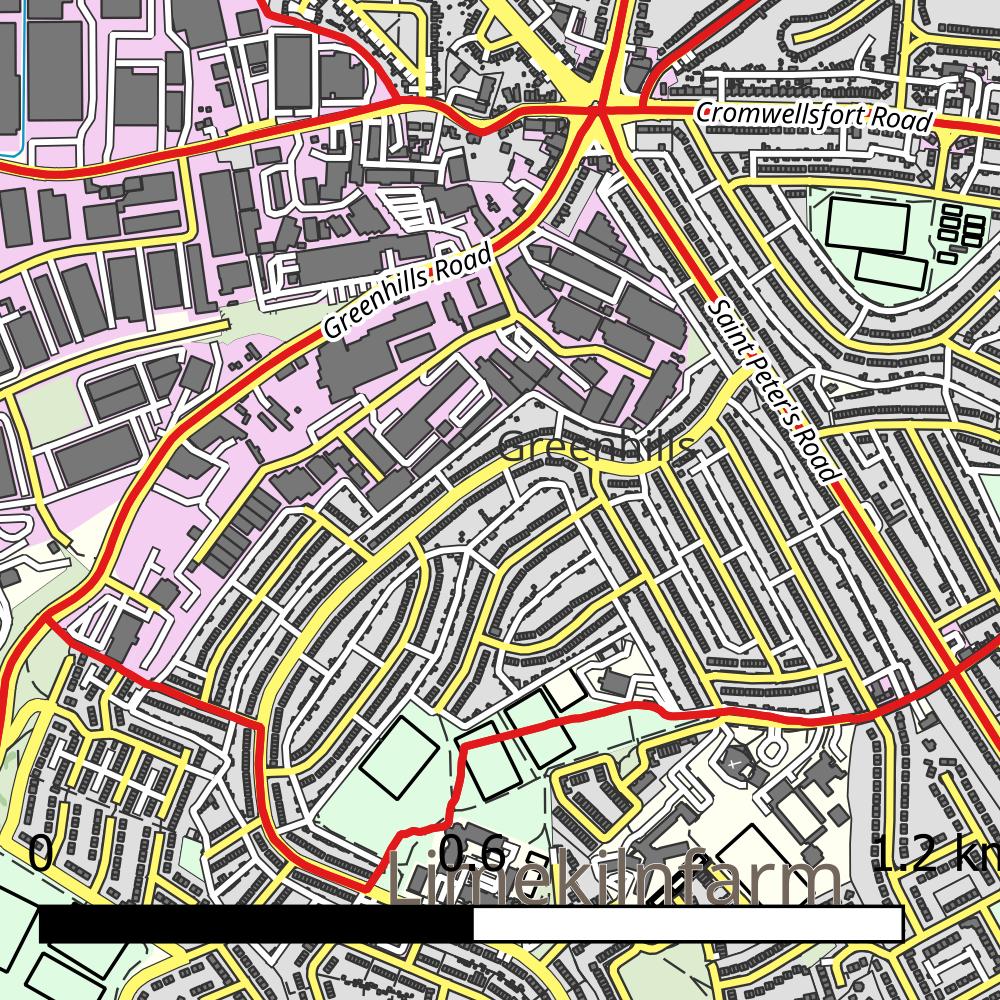 Cromwellsfort Road
Greenhills Road
Saint Peter's Road
Greenhills
0
0.6
1.2 km
Limekilnfarm